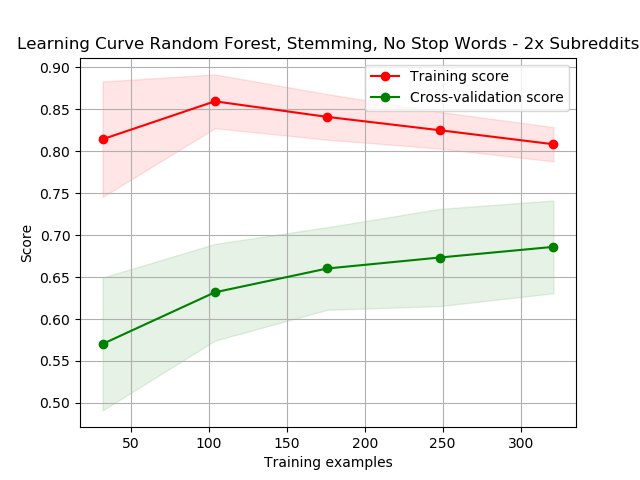 Learning Curve Random Forest, Stemming, No Stop Words - 2x Subreddits
Training score
Cross-validation score
0.90
0.85
0.80
0.75
0.70
0.65
0.60
0.55
0.50
Score
50 100 150 200 250 300
Training examples